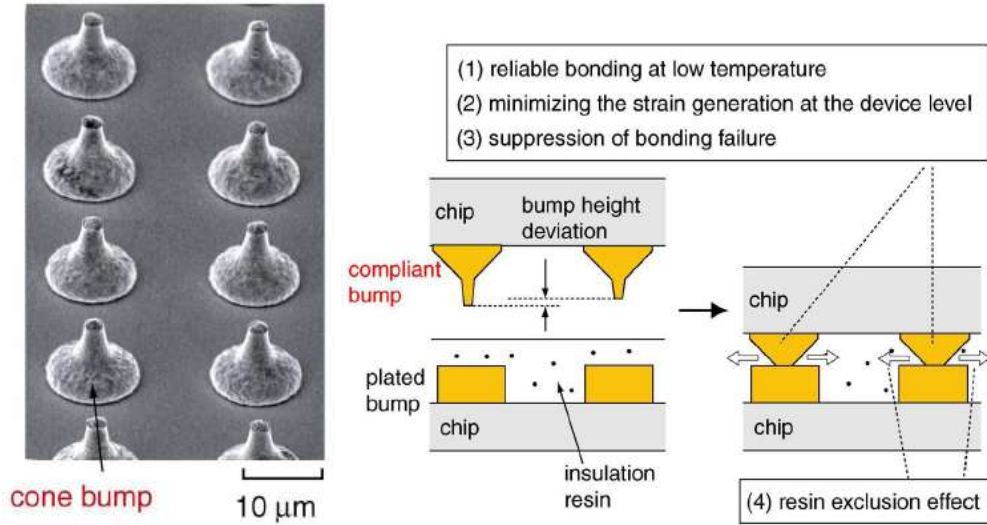 cone bump
10 μm
(1) reliable bonding at low temperature
(2) minimizing the strain generation at the device level
(3) suppression of bonding failure
chip
bump height
deviation
compliant
bump
plated
bump
chip
insulation
resin
chip
chip
(4) resin exclusion effect